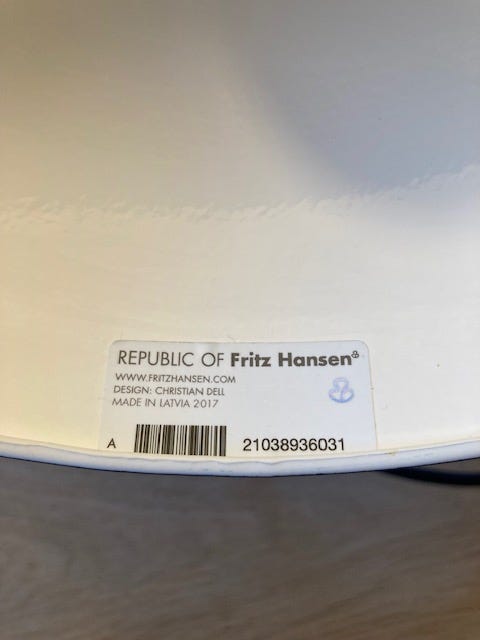 REPUBLIC OF Fritz Hansen
WWW.FRITZHANSEN.COM
DESIGN: CHRISTIAN DELL
MADE IN LATVIA 2017
A 21038936031